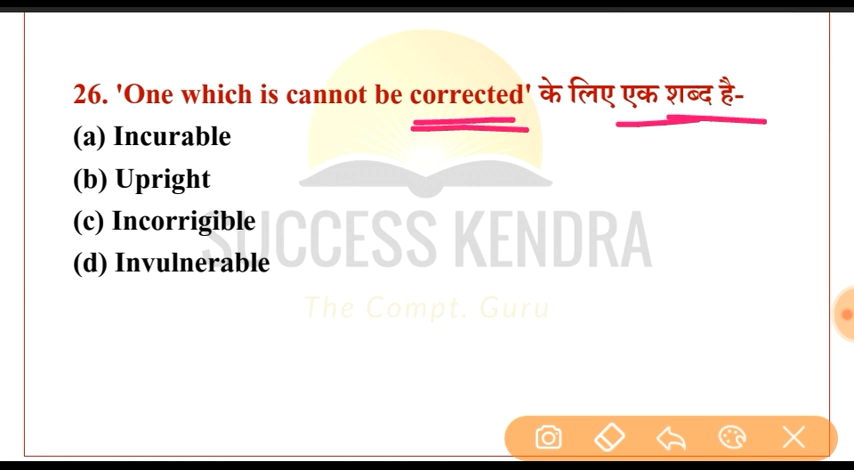 26. 'One which is cannot be corrected' के लिए एक शब्द है-
(a) Incurable
(b) Upright
(c) Incorrigible
(d) Invulnerable
SUCCESS KENDRA
The Compt. Guru